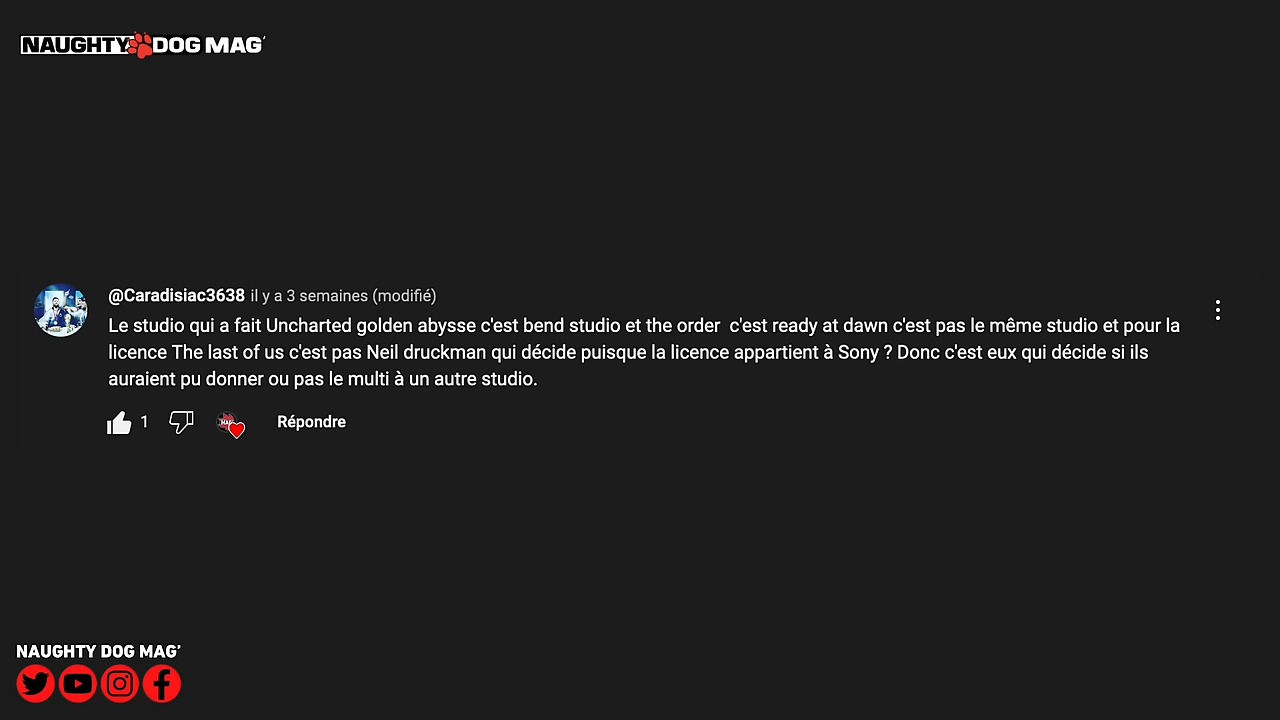 NAUGHTY DOG MAG'
@Caradisiac3638 il y a 3 semaines (modifié)
Le studio qui a fait Uncharted golden abysse c'est bend studio et the order  c'est ready at dawn c'est pas le même studio et pour la
licence The last of us c'est pas Neil druckman qui décide puisque la licence appartient à Sony ? Donc c'est eux qui décide si ils
auraient pu donner ou pas le multi à un autre studio.
1 Répondre
NAUGHTY DOG MAG'